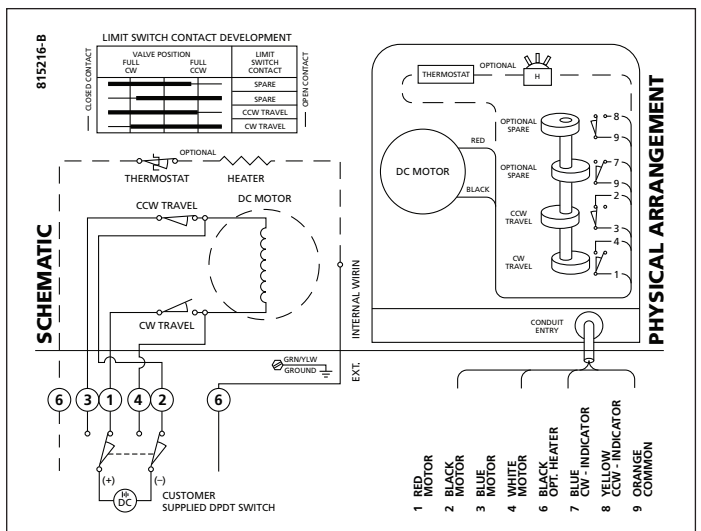 815216-B
LIMIT SWITCH CONTACT DEVELOPMENT
CLOSED CONTACT
VALVE POSITION
FULL CW
FULL CCW
LIMIT SWITCH CONTACT
SPARE
SPARE
CCW TRAVEL
CW TRAVEL
OPEN CONTACT
SCHEMATIC
OPTIONAL
THERMOSTAT
HEATER
CCW TRAVEL
DC MOTOR
CW TRAVEL
INTERNAL WIRIN
EXT.
GRN/YLW
GROUND
6
3
1
4
2
6
(+)
(–)
DC
CUSTOMER
SUPPLIED DPDT SWITCH
PHYSICAL ARRANGEMENT
THERMOSTAT
OPTIONAL
H
DC MOTOR
RED
BLACK
OPTIONAL
SPARE
8
9
OPTIONAL
SPARE
7
9
CCW
TRAVEL
2
3
CW
TRAVEL
4
1
CONDUIT
ENTRY
1 RED
MOTOR
2 BLACK
MOTOR
3 BLUE
MOTOR
4 WHITE
MOTOR
6 BLACK
OPT. HEATER
7 BLUE
CW - INDICATOR
8 YELLOW
CCW - INDICATOR
9 ORANGE
COMMON